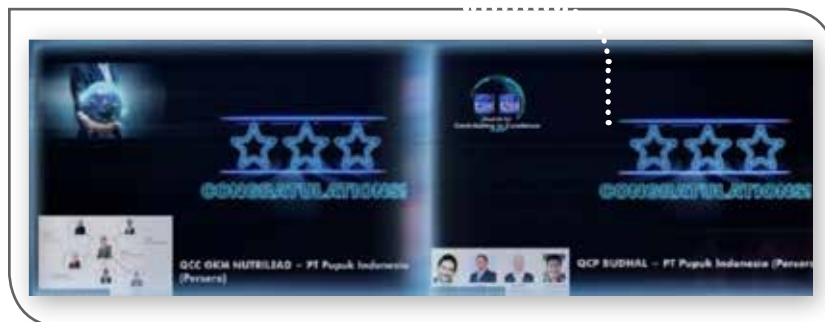 CONGRATULATIONS!
QCC GKM NUTRILEAD – PT Pupuk Indonesia
(Persero)
CONGRATULATIONS!
QCP BUDHAL – PT Pupuk Indonesia (Persero